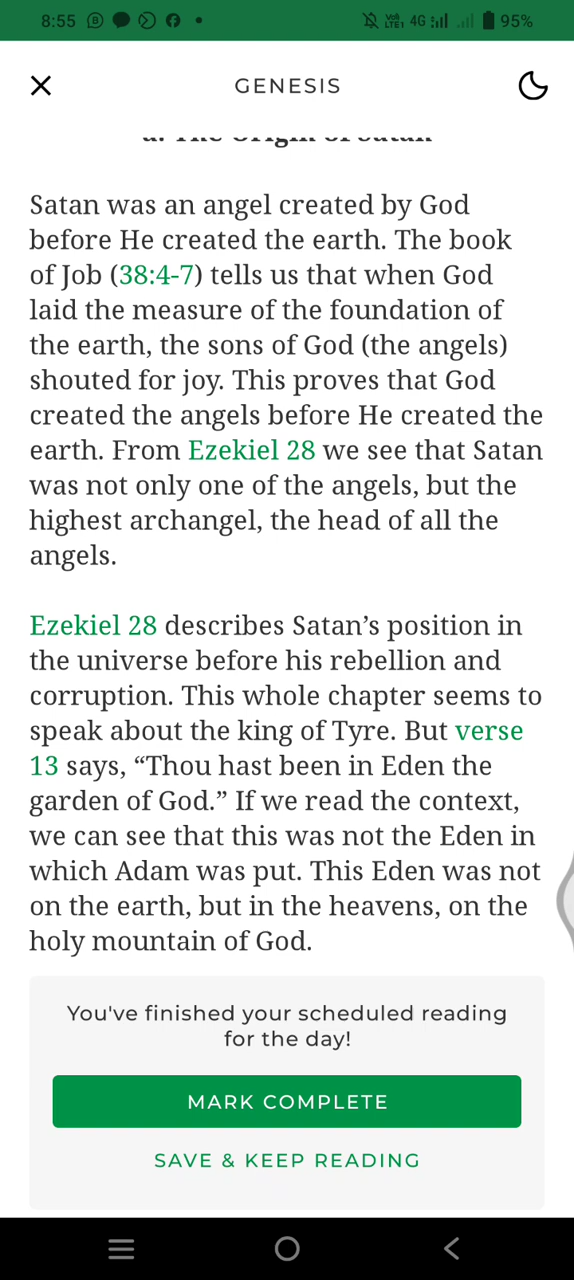 8:55
VoLTE1 4G 95%
GENESIS
a. The Origin of Satan
Satan was an angel created by God
before He created the earth. The book
of Job (38:4-7) tells us that when God
laid the measure of the foundation of
the earth, the sons of God (the angels)
shouted for joy. This proves that God
created the angels before He created the
earth. From Ezekiel 28 we see that Satan
was not only one of the angels, but the
highest archangel, the head of all the
angels.
Ezekiel 28 describes Satan’s position in
the universe before his rebellion and
corruption. This whole chapter seems to
speak about the king of Tyre. But verse
13 says, “Thou hast been in Eden the
garden of God.” If we read the context,
we can see that this was not the Eden in
which Adam was put. This Eden was not
on the earth, but in the heavens, on the
holy mountain of God.
You've finished your scheduled reading
for the day!
MARK COMPLETE
SAVE & KEEP READING